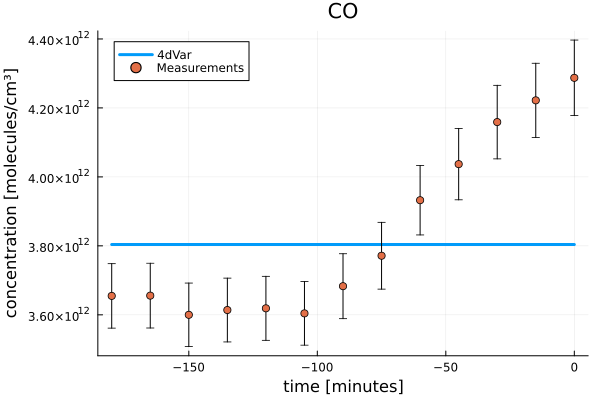 CO
4dVar
Measurements
concentration [molecules/cm³]
4.40×10¹²
4.20×10¹²
4.00×10¹²
3.80×10¹²
3.60×10¹²
−150
−100
−50
0
time [minutes]